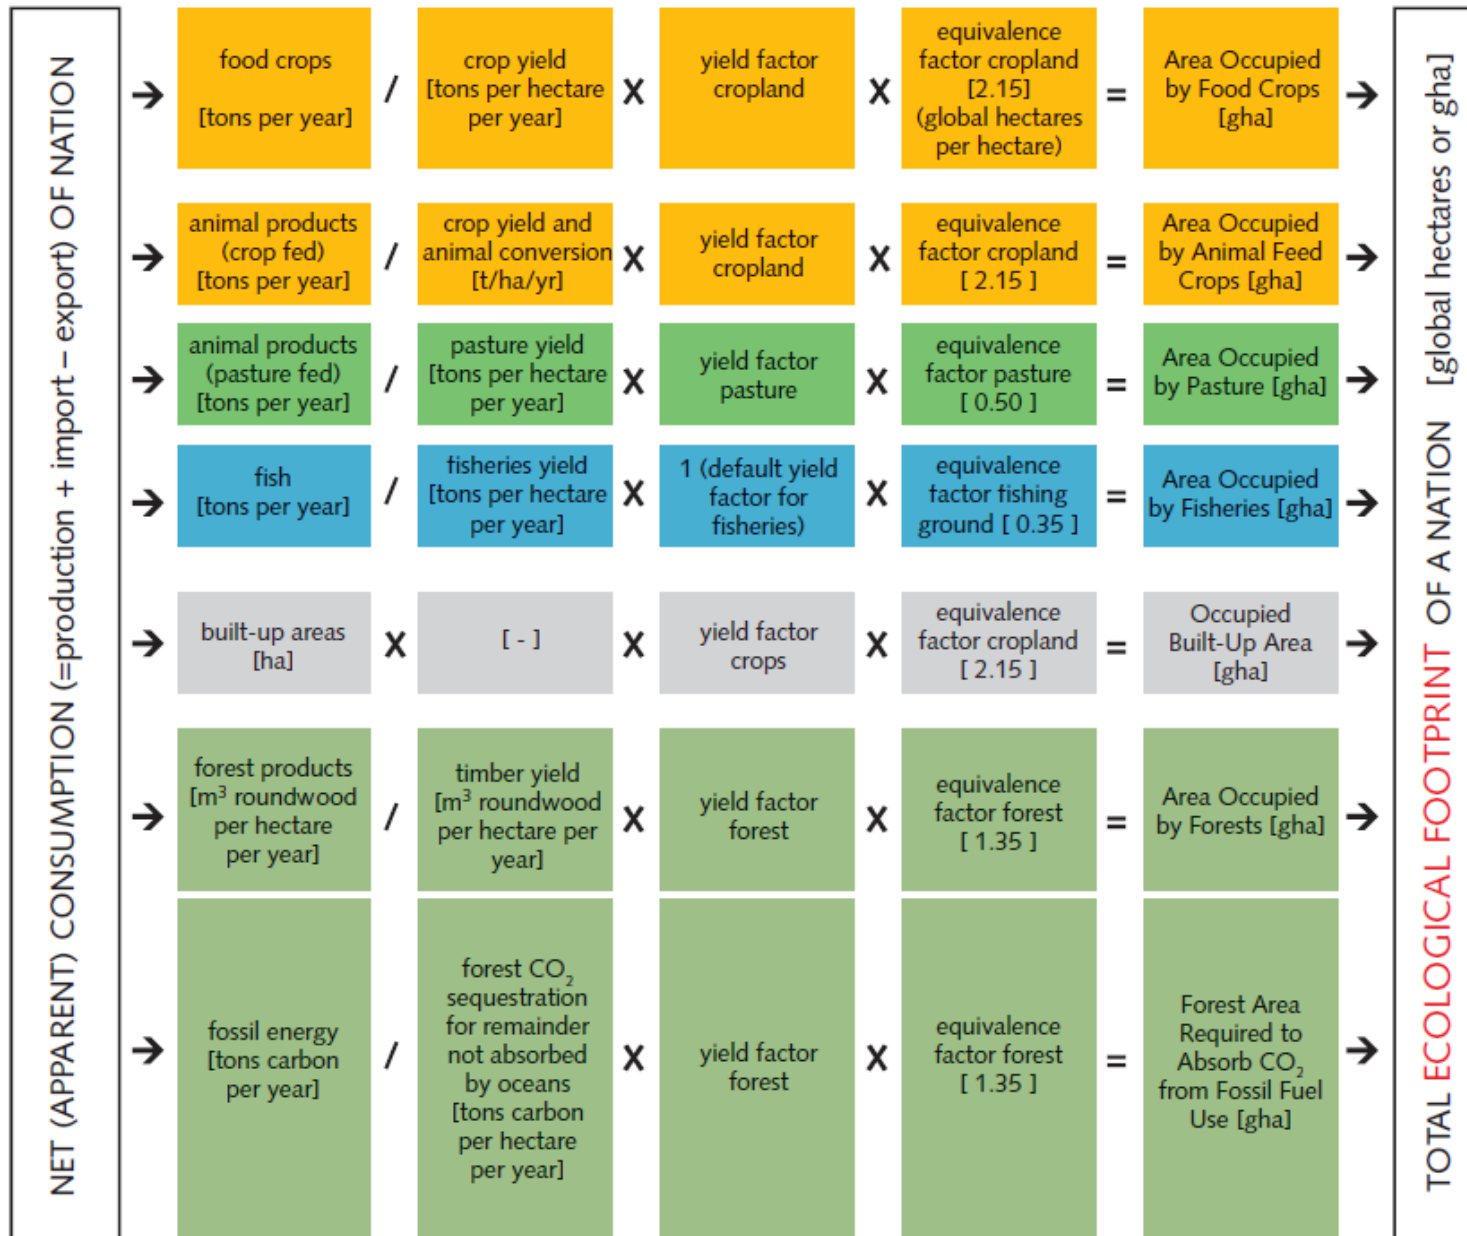 NET (APPARENT) CONSUMPTION (=production + import – export) OF NATION
→
food crops
[tons per year]
/
crop yield
[tons per hectare
per year]
X
yield factor
cropland
X
equivalence
factor cropland
[2.15]
(global hectares
per hectare)
=
Area Occupied
by Food Crops
[gha]
→
→
animal products
(crop fed)
[tons per year]
/
crop yield and
animal conversion
[t/ha/yr]
X
yield factor
cropland
X
equivalence
factor cropland
[ 2.15 ]
=
Area Occupied
by Animal Feed
Crops [gha]
→
→
animal products
(pasture fed)
[tons per year]
/
pasture yield
[tons per hectare
per year]
X
yield factor
pasture
X
equivalence
factor pasture
[ 0.50 ]
=
Area Occupied
by Pasture [gha]
→
→
fish
[tons per year]
/
fisheries yield
[tons per hectare
per year]
X
1 (default yield
factor for
fisheries)
X
equivalence
factor fishing
ground [ 0.35 ]
=
Area Occupied
by Fisheries [gha]
→
→
built-up areas
[ha]
X
[ - ]
X
yield factor
crops
X
equivalence
factor cropland
[ 2.15 ]
=
Occupied
Built-Up Area
[gha]
→
→
forest products
[m³ roundwood
per hectare
per year]
/
timber yield
[m³ roundwood
per hectare per
year]
X
yield factor
forest
X
equivalence
factor forest
[ 1.35 ]
=
Area Occupied
by Forests [gha]
→
→
fossil energy
[tons carbon
per year]
/
forest CO₂
sequestration
for remainder
not absorbed
by oceans
[tons carbon
per hectare
per year]
X
yield factor
forest
X
equivalence
factor forest
[ 1.35 ]
=
Forest Area
Required to
Absorb CO₂
from Fossil Fuel
Use [gha]
→
TOTAL ECOLOGICAL FOOTPRINT OF A NATION [global hectares or gha]